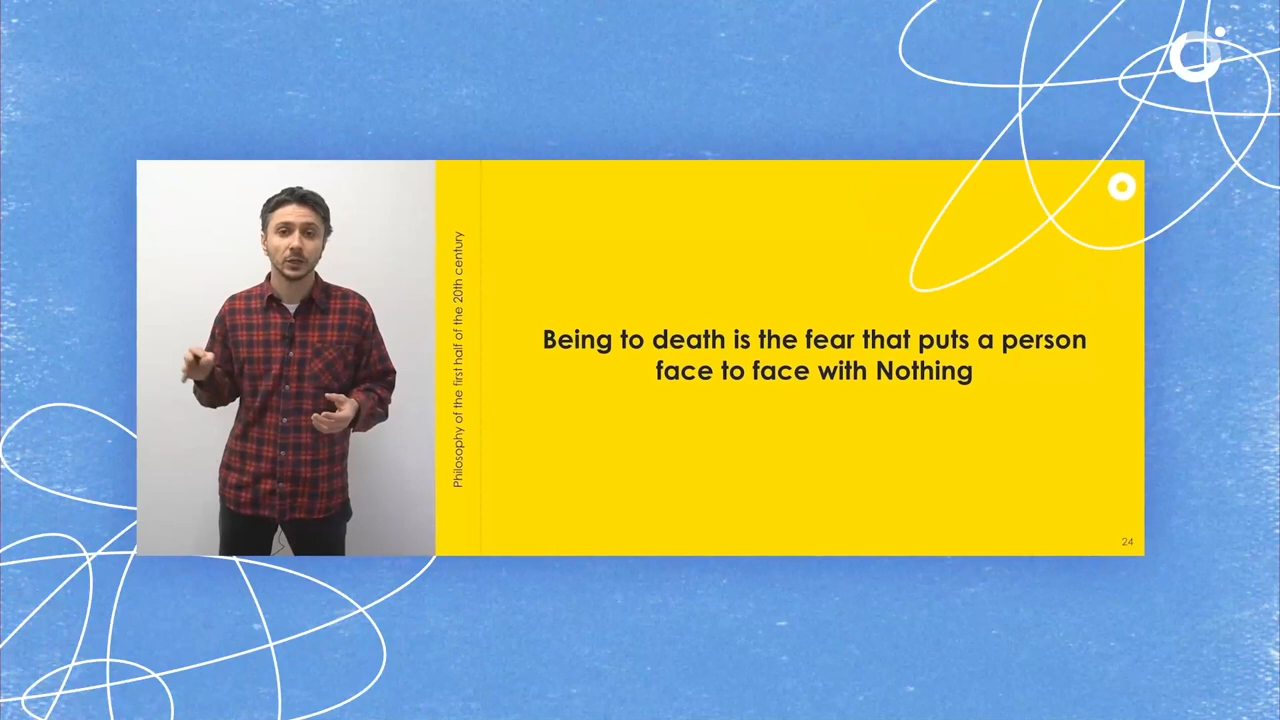 Philosophy of the first half of the 20th century
Being to death is the fear that puts a person
face to face with Nothing
24